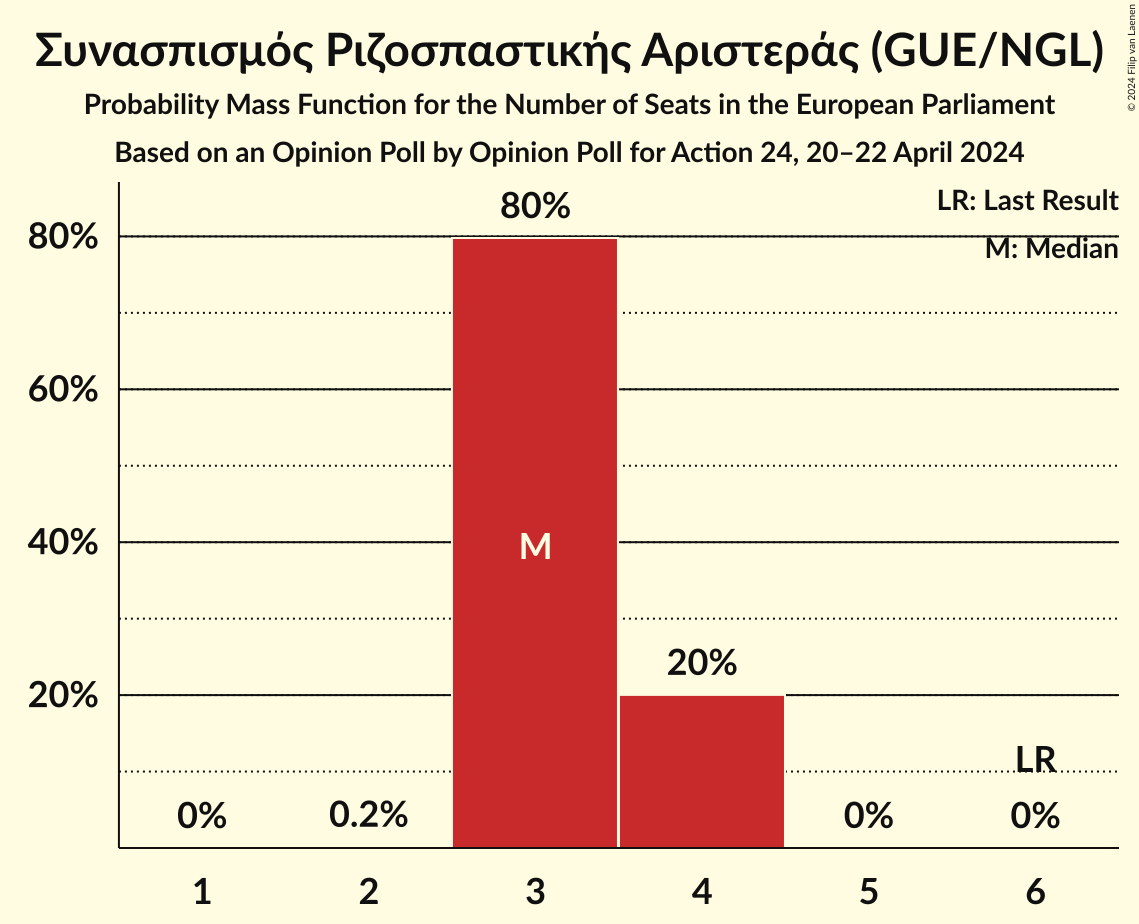 Συνασπισμός Ριζοσπαστικής Αριστεράς (GUE/NGL)
Probability Mass Function for the Number of Seats in the European Parliament
Based on an Opinion Poll by Opinion Poll for Action 24, 20–22 April 2024
© 2024 Filip van Laenen
LR: Last Result
M: Median
80%
80%
60%
40%
M
20%
20%
LR
0% 0.2% 0% 0%
1 2 3 4 5 6